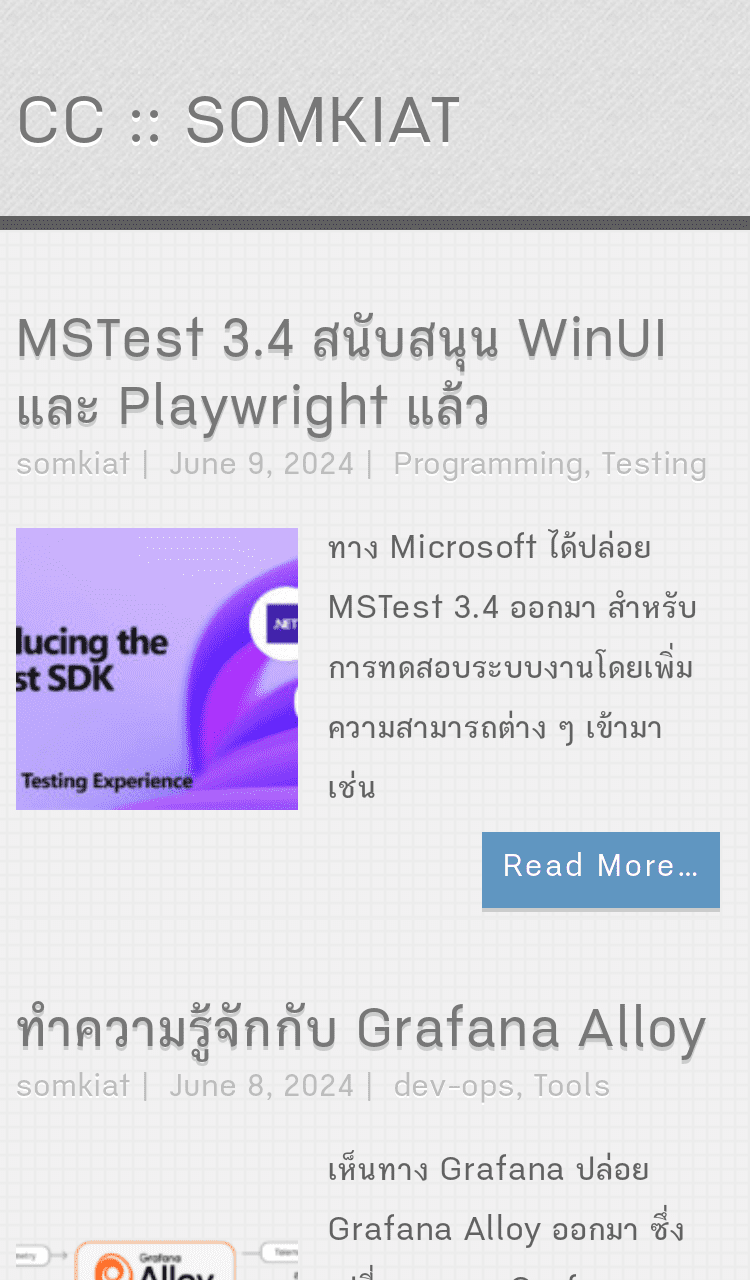 CC :: SOMKIAT
MSTest 3.4 สนับสนุน WinUI
และ Playwright แล้ว
somkiat | June 9, 2024 | Programming, Testing
ducing the
st SDK
.NET
Testing Experience
ทาง Microsoft ได้ปล่อย
MSTest 3.4 ออกมา สำหรับ
การทดสอบระบบงานโดยเพิ่ม
ความสามารถต่าง ๆ เข้ามา
เช่น
Read More...
ทำความรู้จักกับ Grafana Alloy
somkiat | June 8, 2024 | dev-ops, Tools
เห็นทาง Grafana ปล่อย
Grafana Alloy ออกมา ซึ่ง
Grafana
Alloy